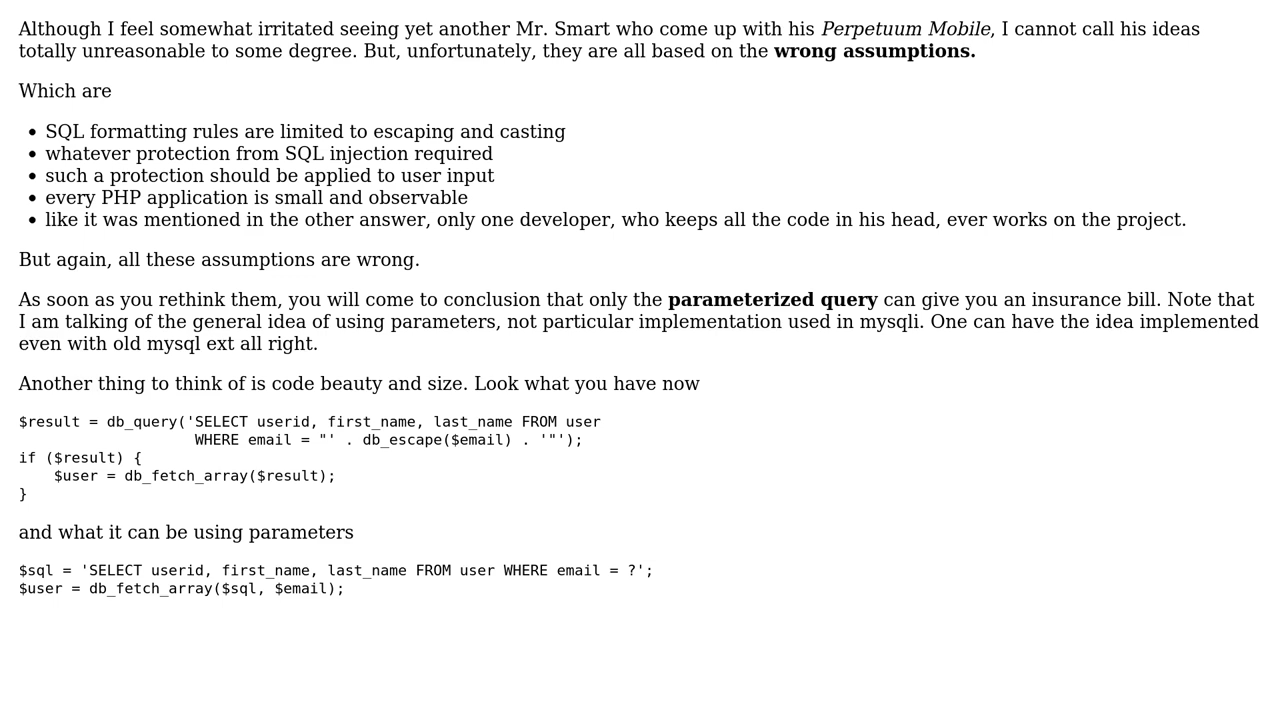 Although I feel somewhat irritated seeing yet another Mr. Smart who come up with his Perpetuum Mobile, I cannot call his ideas
totally unreasonable to some degree. But, unfortunately, they are all based on the wrong assumptions.
Which are
• SQL formatting rules are limited to escaping and casting
• whatever protection from SQL injection required
• such a protection should be applied to user input
• every PHP application is small and observable
• like it was mentioned in the other answer, only one developer, who keeps all the code in his head, ever works on the project.
But again, all these assumptions are wrong.
As soon as you rethink them, you will come to conclusion that only the parameterized query can give you an insurance bill. Note that
I am talking of the general idea of using parameters, not particular implementation used in mysqli. One can have the idea implemented
even with old mysql ext all right.
Another thing to think of is code beauty and size. Look what you have now
$result = db_query('SELECT userid, first_name, last_name FROM user
                    WHERE email = "' . db_escape($email) . '"');
if ($result) {
    $user = db_fetch_array($result);
}
and what it can be using parameters
$sql = 'SELECT userid, first_name, last_name FROM user WHERE email = ?';
$user = db_fetch_array($sql, $email);